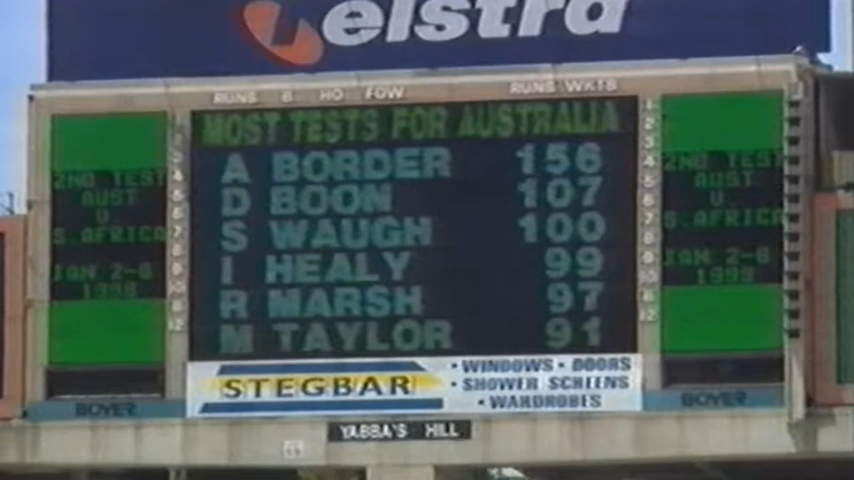 Telstra
RUNS 8 HO FOW RUNS WKTS
MOST TESTS FOR AUSTRALIA
A BORDER 156
D BOON 107
S WAUGH 100
I HEALY 99
R MARSH 97
M TAYLOR 91
2ND TEST
AUST
V.
S.AFRICA
JAN 2-6
1998
2ND TEST
AUST
V.
S.AFRICA
JAN 2-6
1998
STEGBAR
• WINDOWS • DOORS
• SHOWER SCREENS
• WARDROBES
BOYER
BOYER
YABBA'S HILL